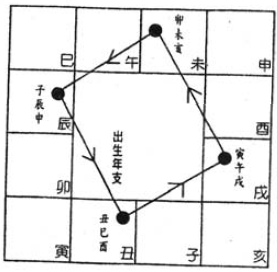 卯未亥
巳
午
未
申
子辰申
辰
酉
出生年支
寅午戌
卯
戌
丑巳酉
寅
丑
子
亥